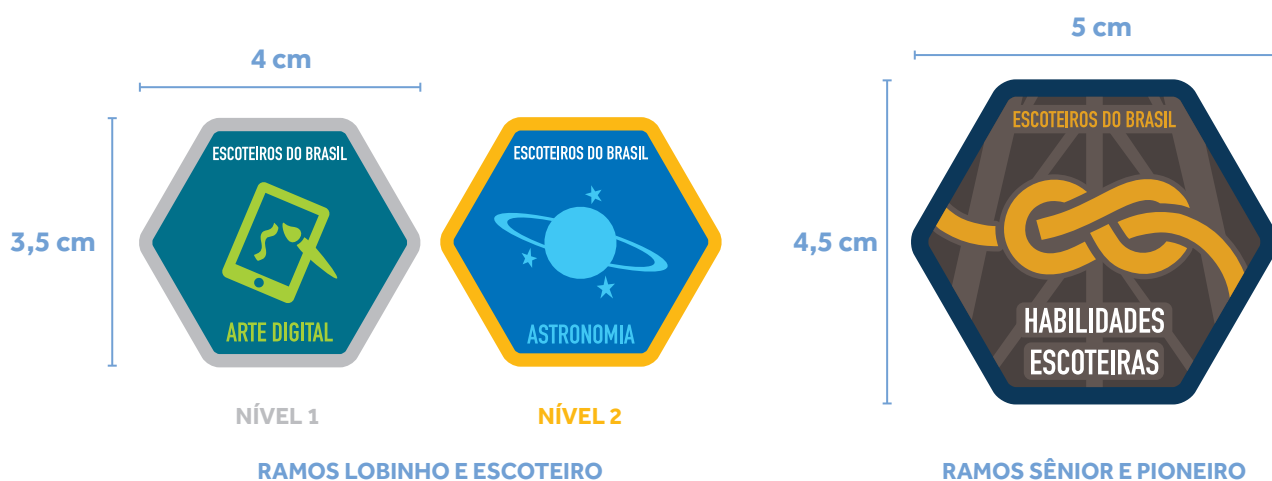 4 cm
3,5 cm
ESCOTEIROS DO BRASIL
ARTE DIGITAL
NÍVEL 1
ESCOTEIROS DO BRASIL
ASTRONOMIA
NÍVEL 2
RAMOS LOBINHO E ESCOTEIRO
5 cm
4,5 cm
ESCOTEIROS DO BRASIL
HABILIDADES
ESCOTEIRAS
RAMOS SÊNIOR E PIONEIRO